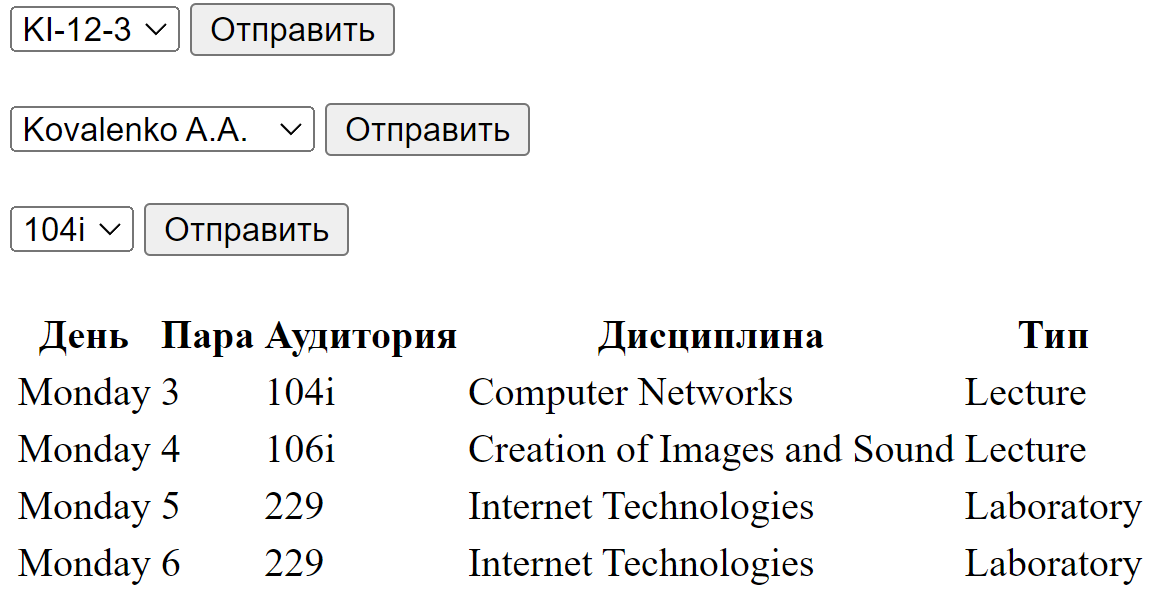 KI-12-3 Отправить
Kovalenko A.A. Отправить
104i Отправить
День Пара Аудитория Дисциплина Тип
Monday 3 104i Computer Networks Lecture
Monday 4 106i Creation of Images and Sound Lecture
Monday 5 229 Internet Technologies Laboratory
Monday 6 229 Internet Technologies Laboratory